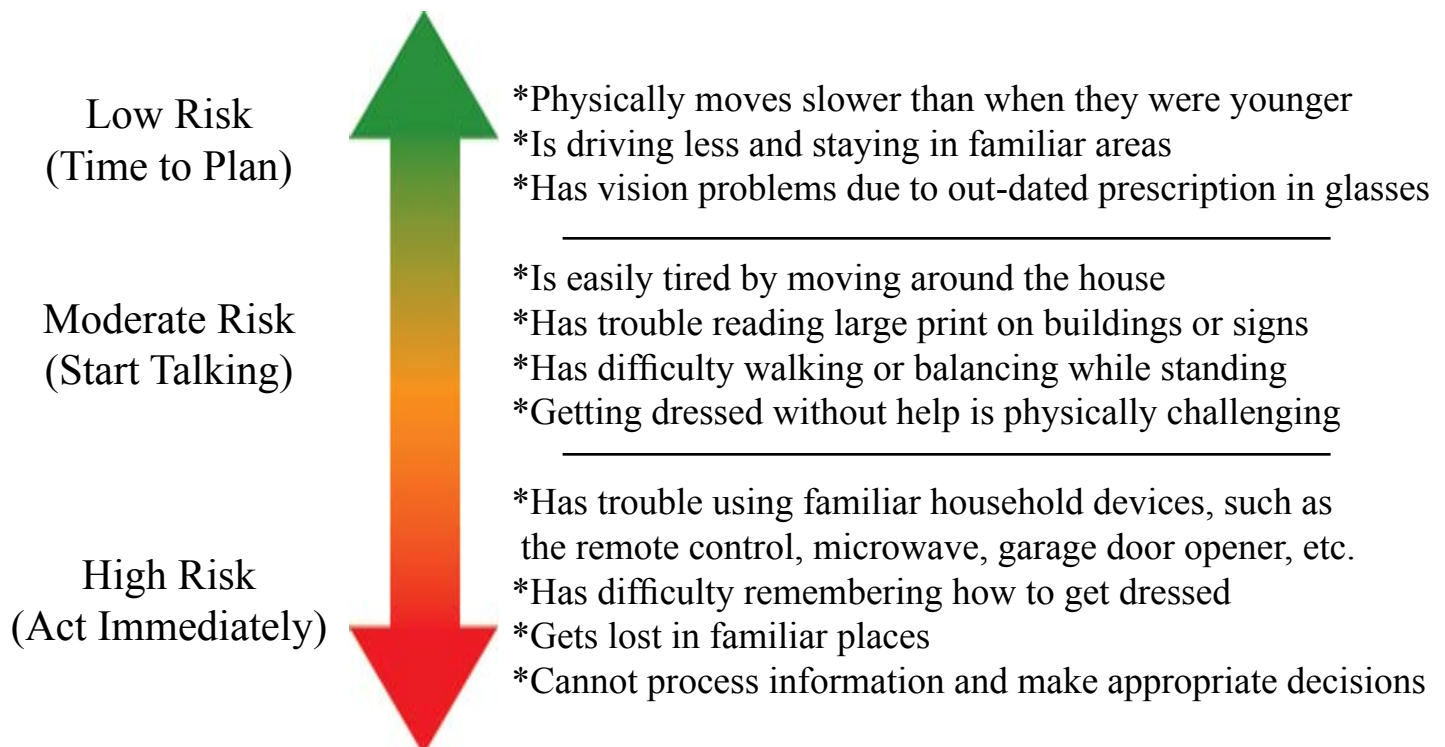 Low Risk
(Time to Plan)
*Physically moves slower than when they were younger
*Is driving less and staying in familiar areas
*Has vision problems due to out-dated prescription in glasses
Moderate Risk
(Start Talking)
*Is easily tired by moving around the house
*Has trouble reading large print on buildings or signs
*Has difficulty walking or balancing while standing
*Getting dressed without help is physically challenging
High Risk
(Act Immediately)
*Has trouble using familiar household devices, such as
the remote control, microwave, garage door opener, etc.
*Has difficulty remembering how to get dressed
*Gets lost in familiar places
*Cannot process information and make appropriate decisions